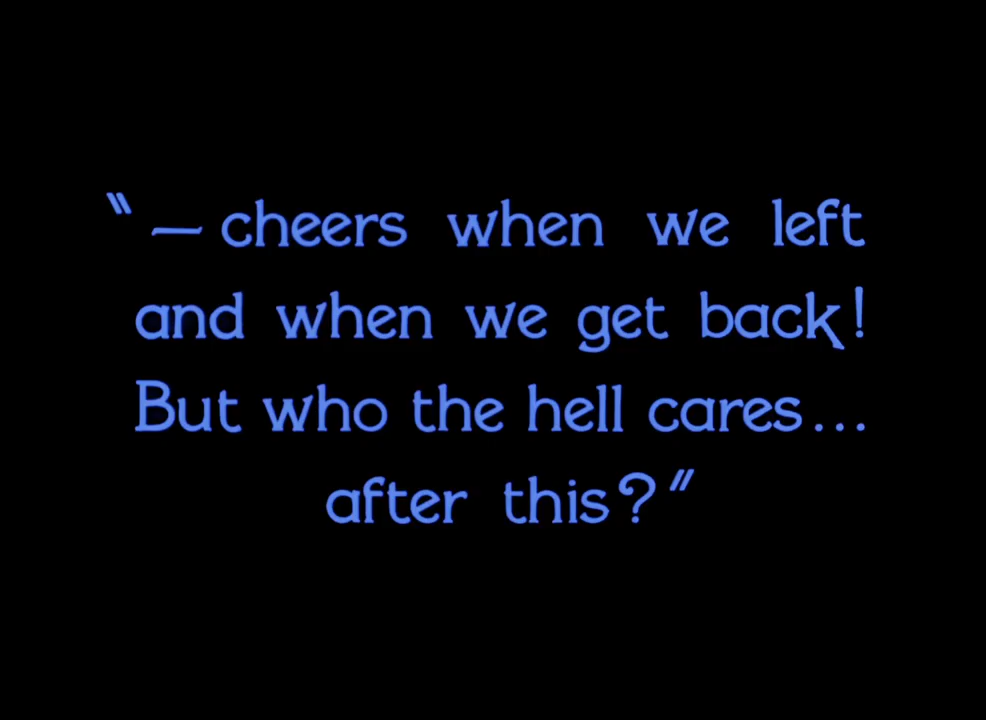 "— cheers when we left
and when we get back!
But who the hell cares...
after this?"